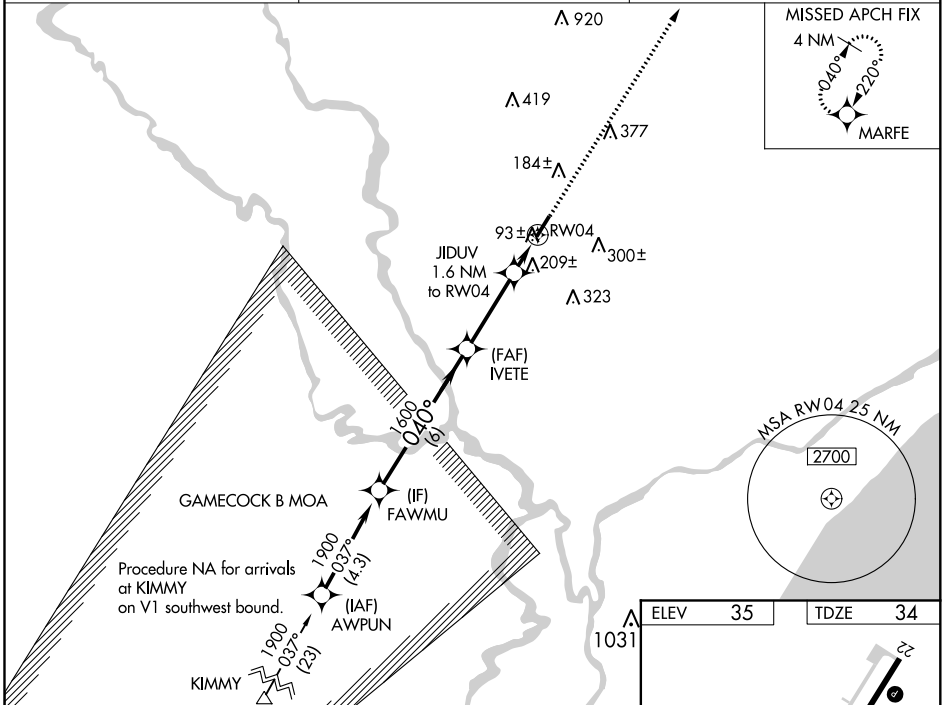 MISSED APCH FIX
4 NM
040°
220°
MARFE
920
419
377
184±
93±
RW04
JIDUV
1.6 NM
to RW04
209±
300±
323
(FAF)
IVETE
1600
040°
(6)
MSA RW04 25 NM
2700
GAMECOCK B MOA
(IF)
FAWMU
1900
037°
(4.3)
Procedure NA for arrivals
at KIMMY
on V1 southwest bound.
(IAF)
AWPUN
1900
037°
(23)
KIMMY
1031
ELEV 35
TDZE 34
22